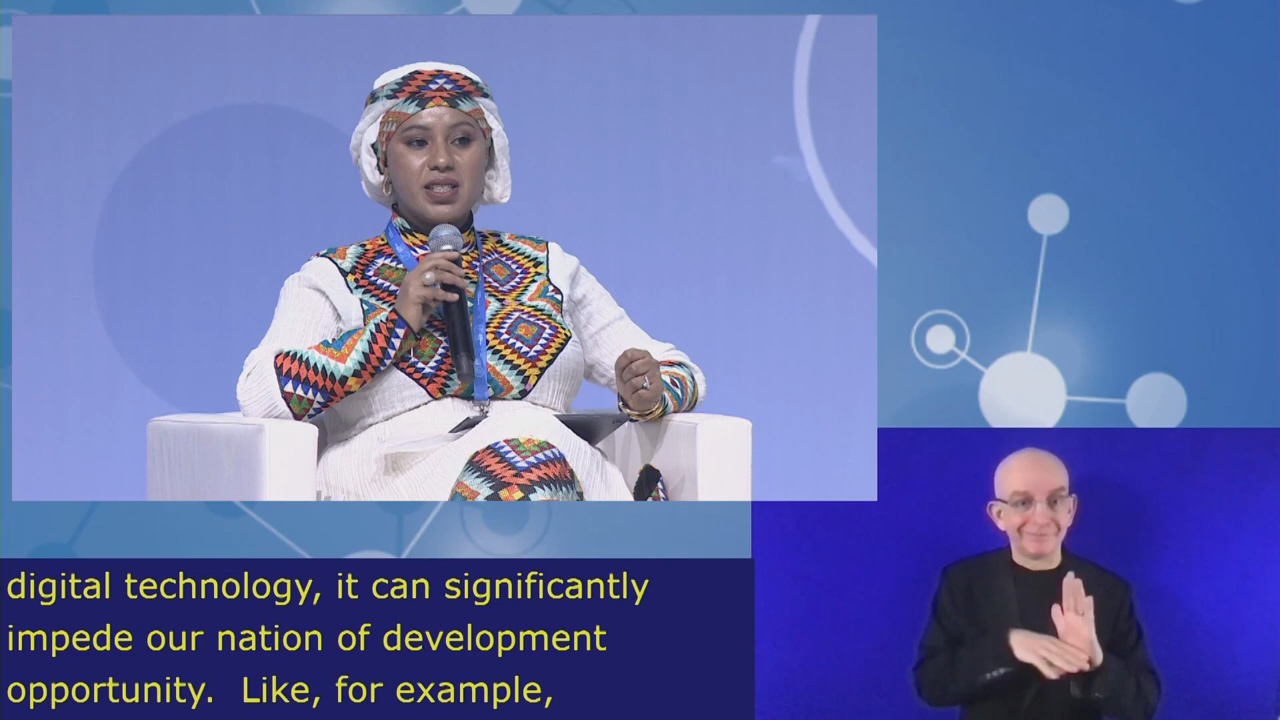 digital technology, it can significantly
impede our nation of development
opportunity.  Like, for example,